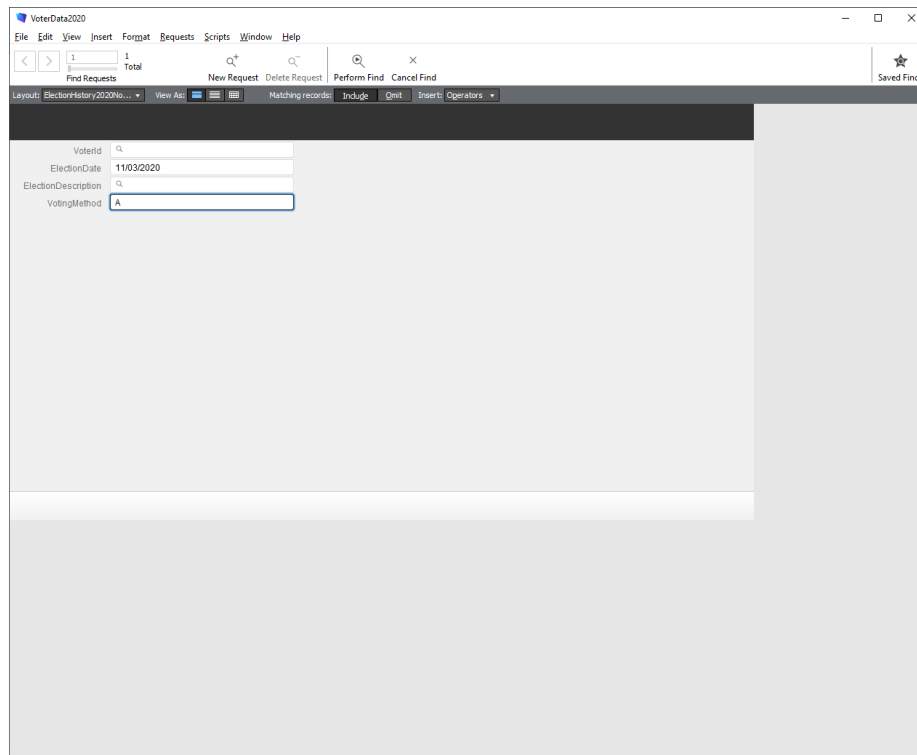 VoterData2020
File Edit View Insert Format Requests Scripts Window Help
1 1
Total
Find Requests New Request Delete Request Perform Find Cancel Find Saved Find
Layout: ElectionHistory2020No... View As: Matching records: Include Omit Insert: Operators
VoterId
ElectionDate 11/03/2020
ElectionDescription
VotingMethod A